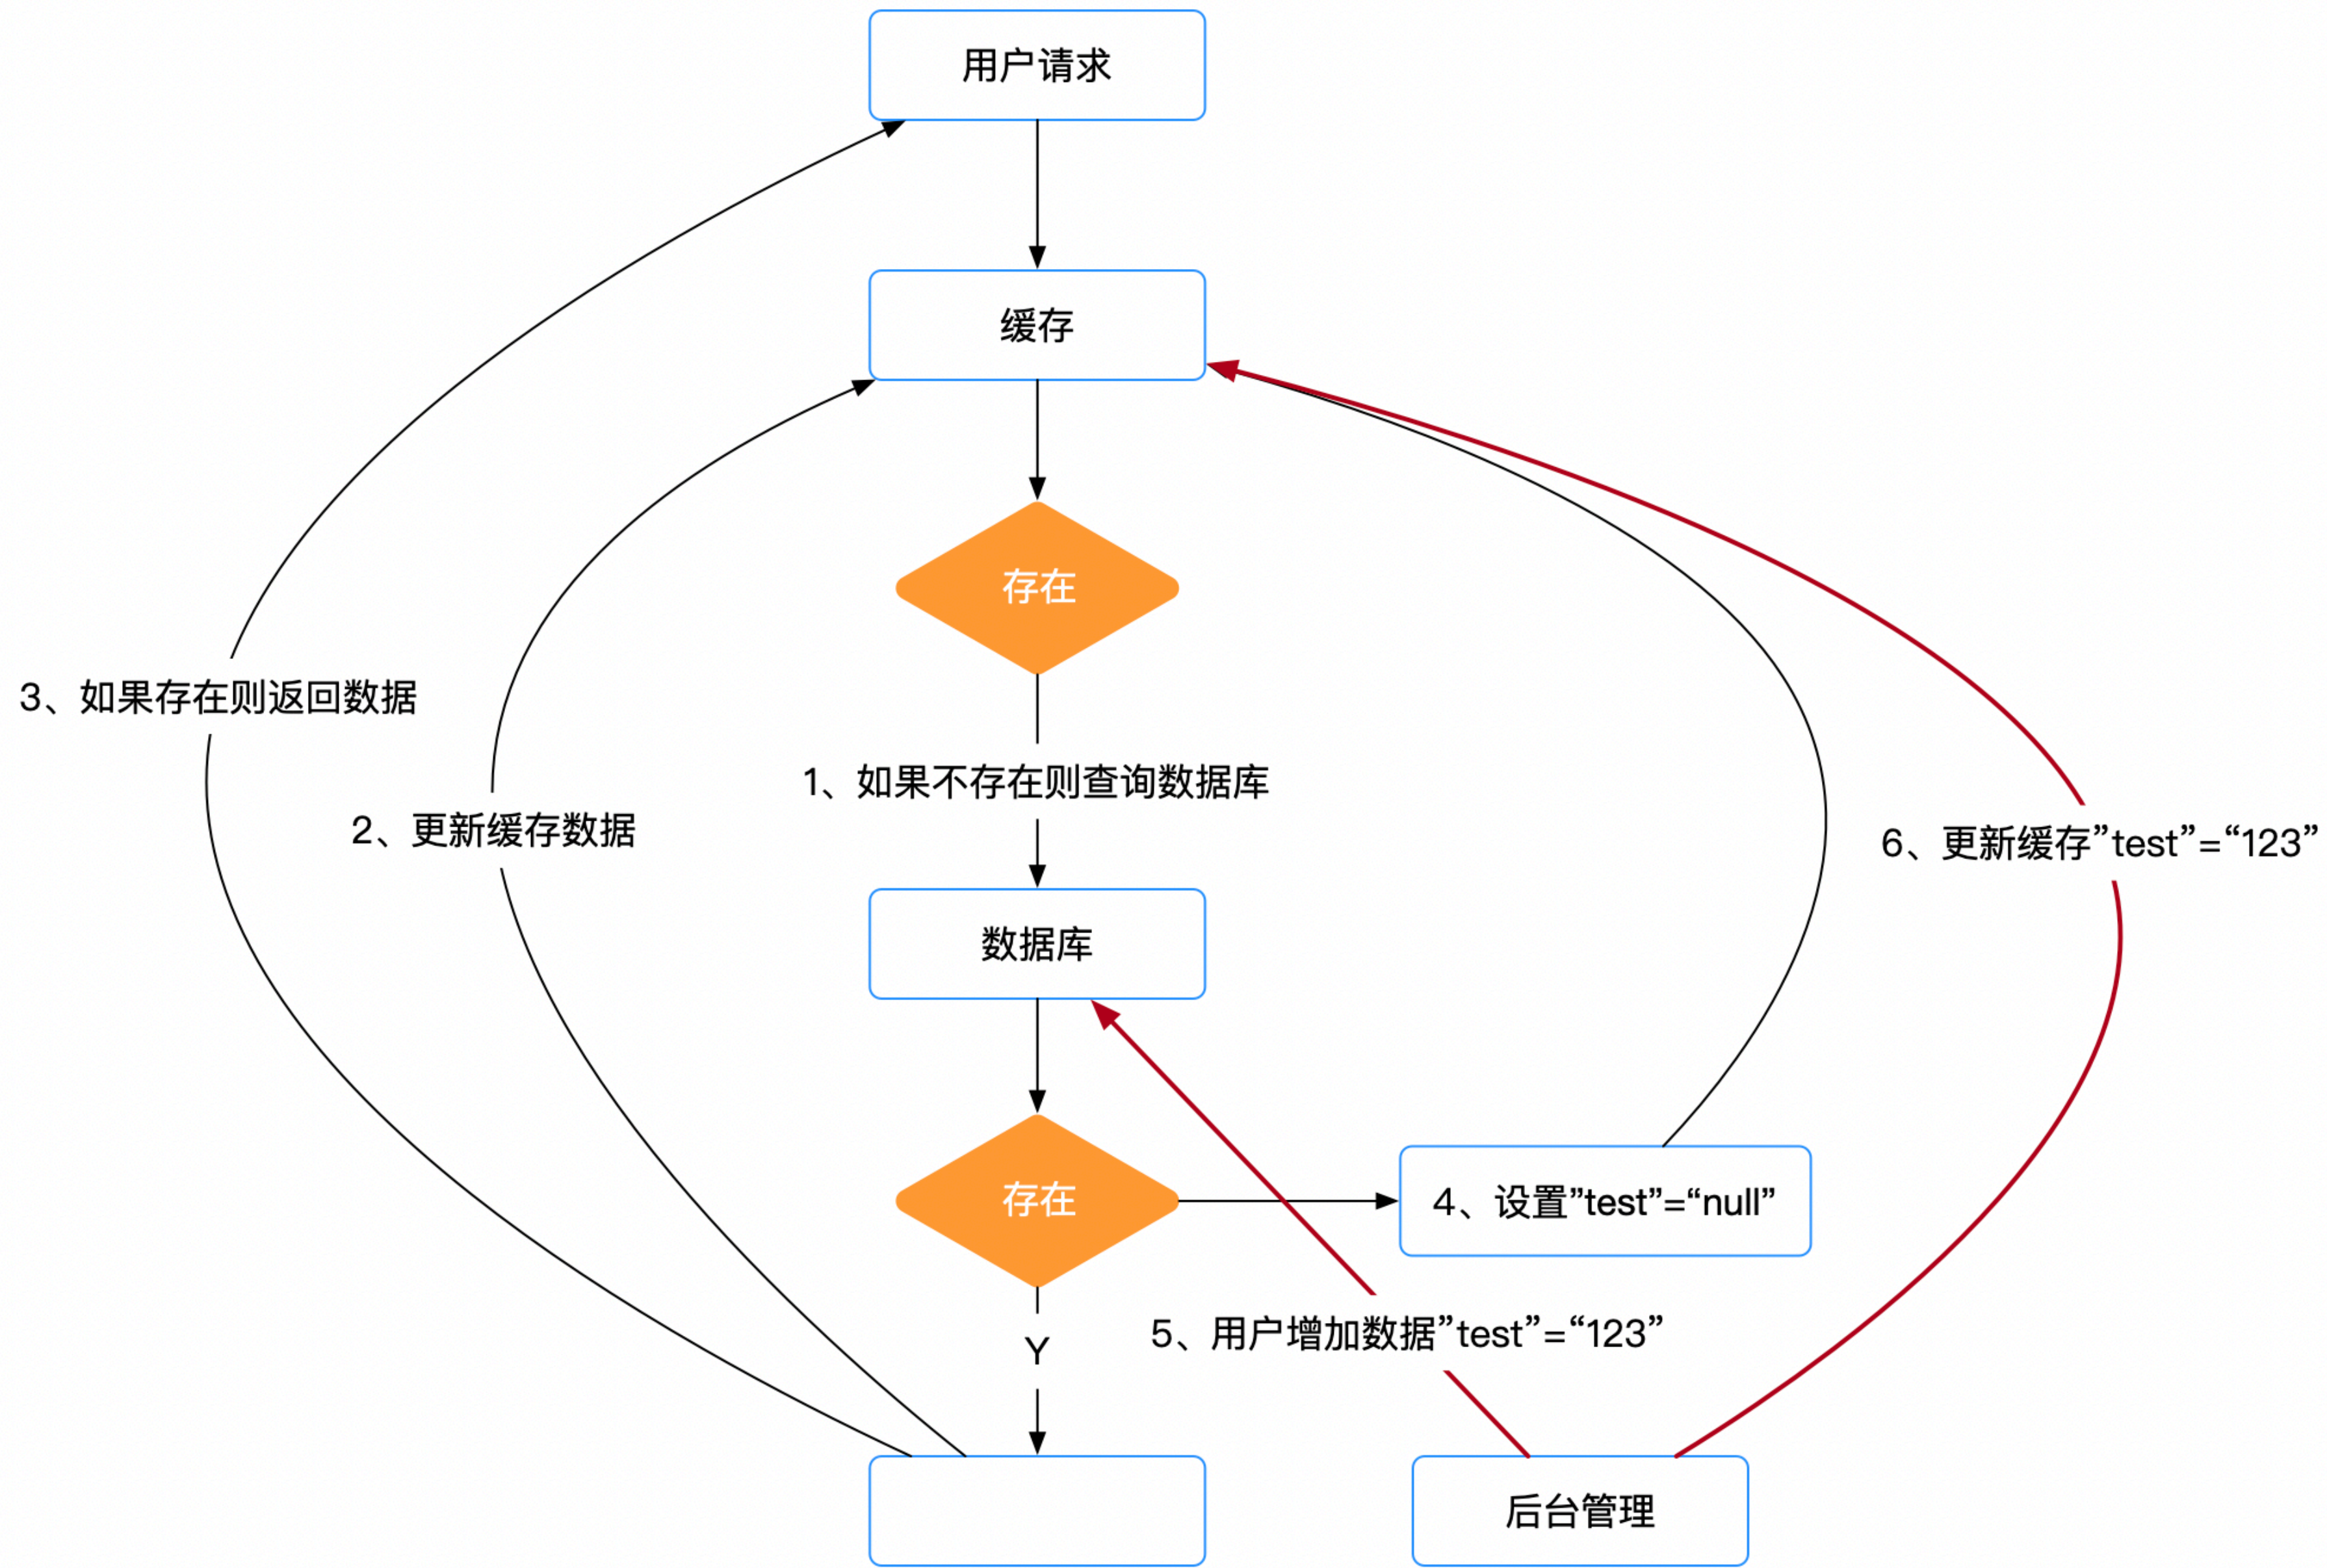 用户请求
缓存
存在
3、如果存在则返回数据
1、如果不存在则查询数据库
2、更新缓存数据
6、更新缓存”test”=“123”
数据库
存在
4、设置”test”=“null”
5、用户增加数据”test”=“123”
Y
后台管理